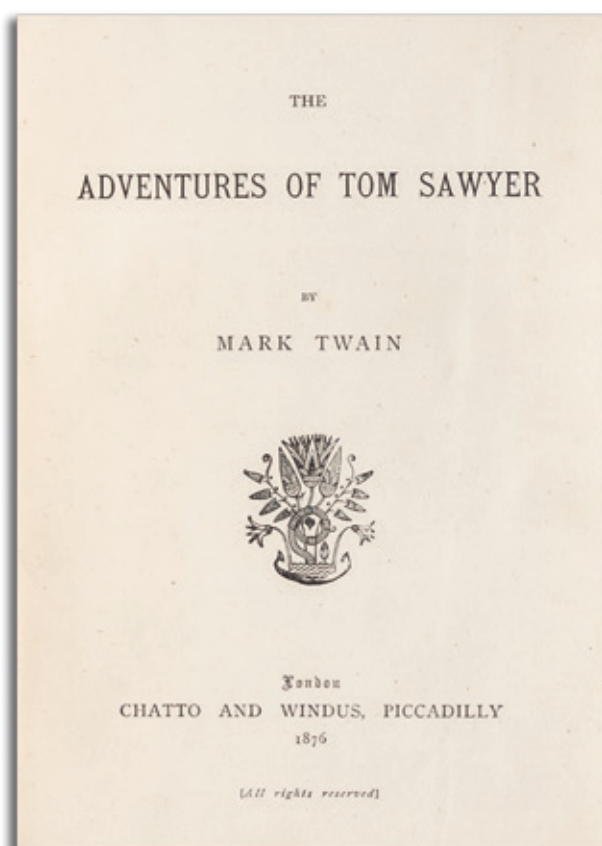 THE
ADVENTURES OF TOM SAWYER
BY
MARK TWAIN
London
CHATTO AND WINDUS, PICCADILLY
1876
[All rights reserved]